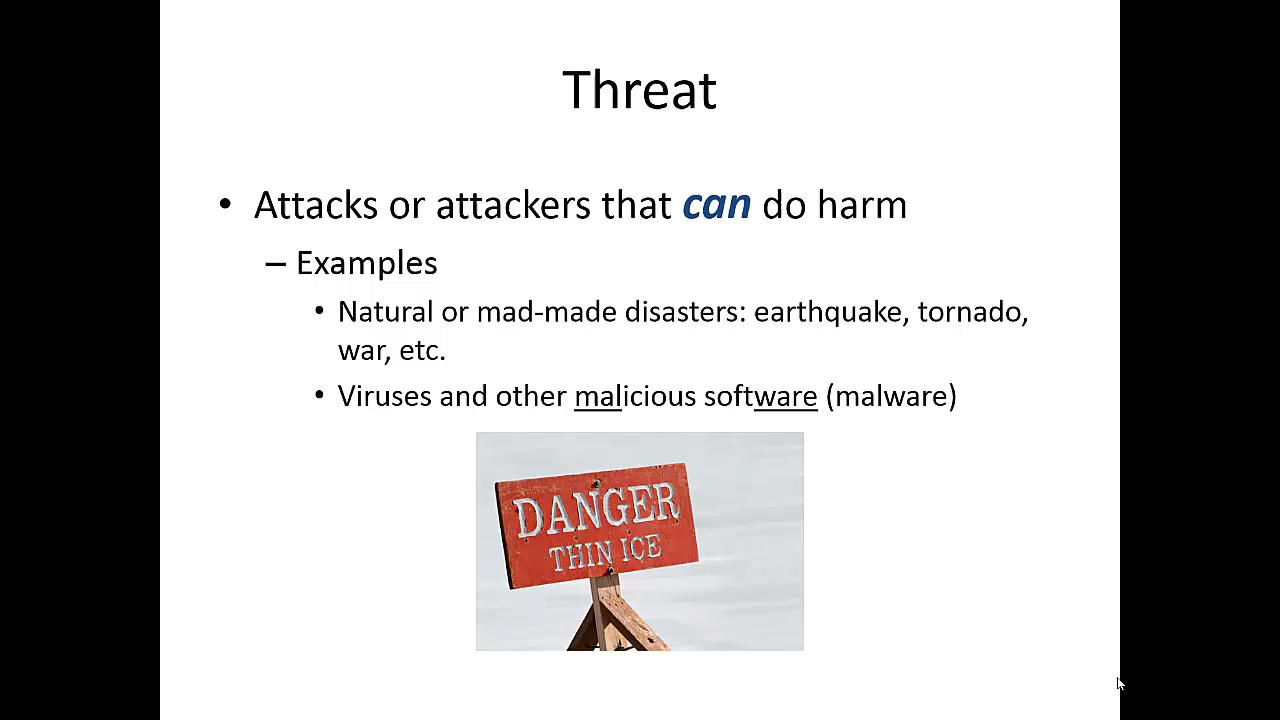 Threat
• Attacks or attackers that can do harm
– Examples
• Natural or mad-made disasters: earthquake, tornado,
war, etc.
• Viruses and other malicious software (malware)
DANGER
THIN ICE